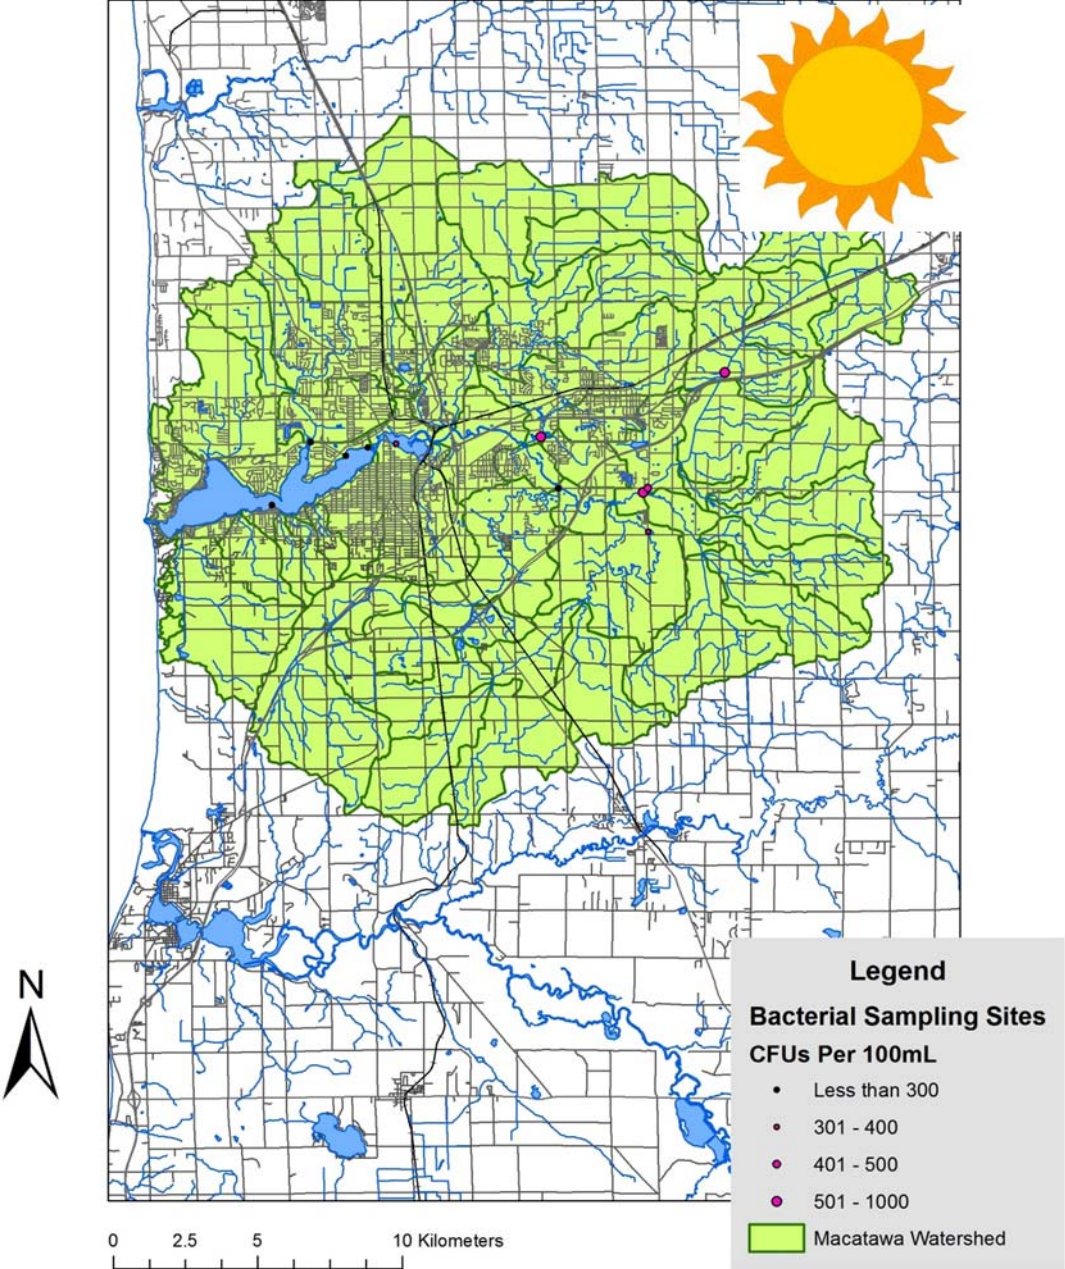 N
0 2.5 5 10 Kilometers
Legend
Bacterial Sampling Sites
CFUs Per 100mL
Less than 300
301 - 400
401 - 500
501 - 1000
Macatawa Watershed